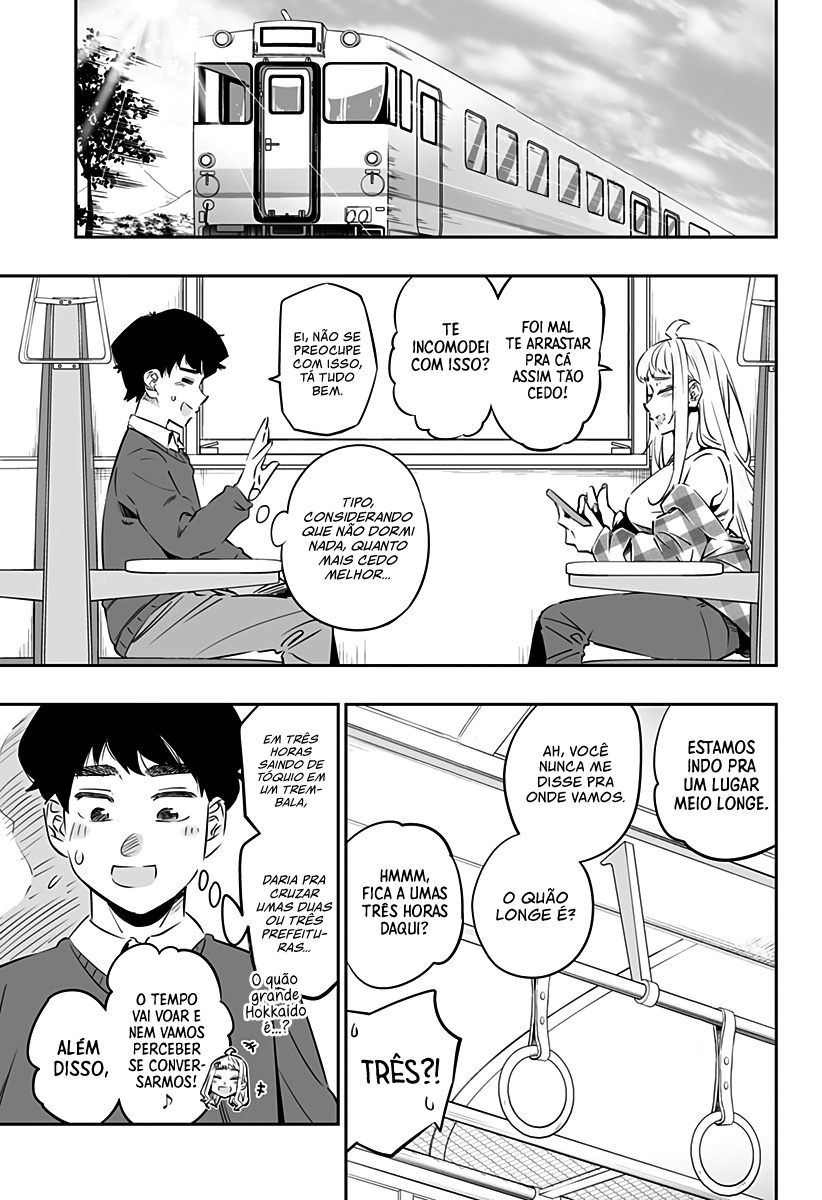 FOI MAL
TE ARRASTAR
PRA CÁ
ASSIM TÃO
CEDO!
TE
INCOMODEI
COM ISSO?
EI, NÃO SE
PREOCUPE
COM ISSO,
TÁ TUDO
BEM.
TIPO,
CONSIDERANDO
QUE NÃO DORMI
NADA, QUANTO
MAIS CEDO
MELHOR...
ESTAMOS
INDO PRA
UM LUGAR
MEIO LONGE.
AH, VOCÊ
NUNCA ME
DISSE PRA
ONDE VAMOS.
O QUÃO
LONGE É?
HMMM,
FICA A UMAS
TRÊS HORAS
DAQUI?
TRÊS?!
EM TRÊS
HORAS
SAINDO DE
TÓQUIO EM
UM TREM-
BALA,
DARIA PRA
CRUZAR
UMAS DUAS
OU TRÊS
PREFEITU-
RAS...
O quão
grande
Hokkaido
é...?
O TEMPO
VAI VOAR E
NEM VAMOS
PERCEBER
SE CONVER-
SARMOS!
♪
ALÉM
DISSO,